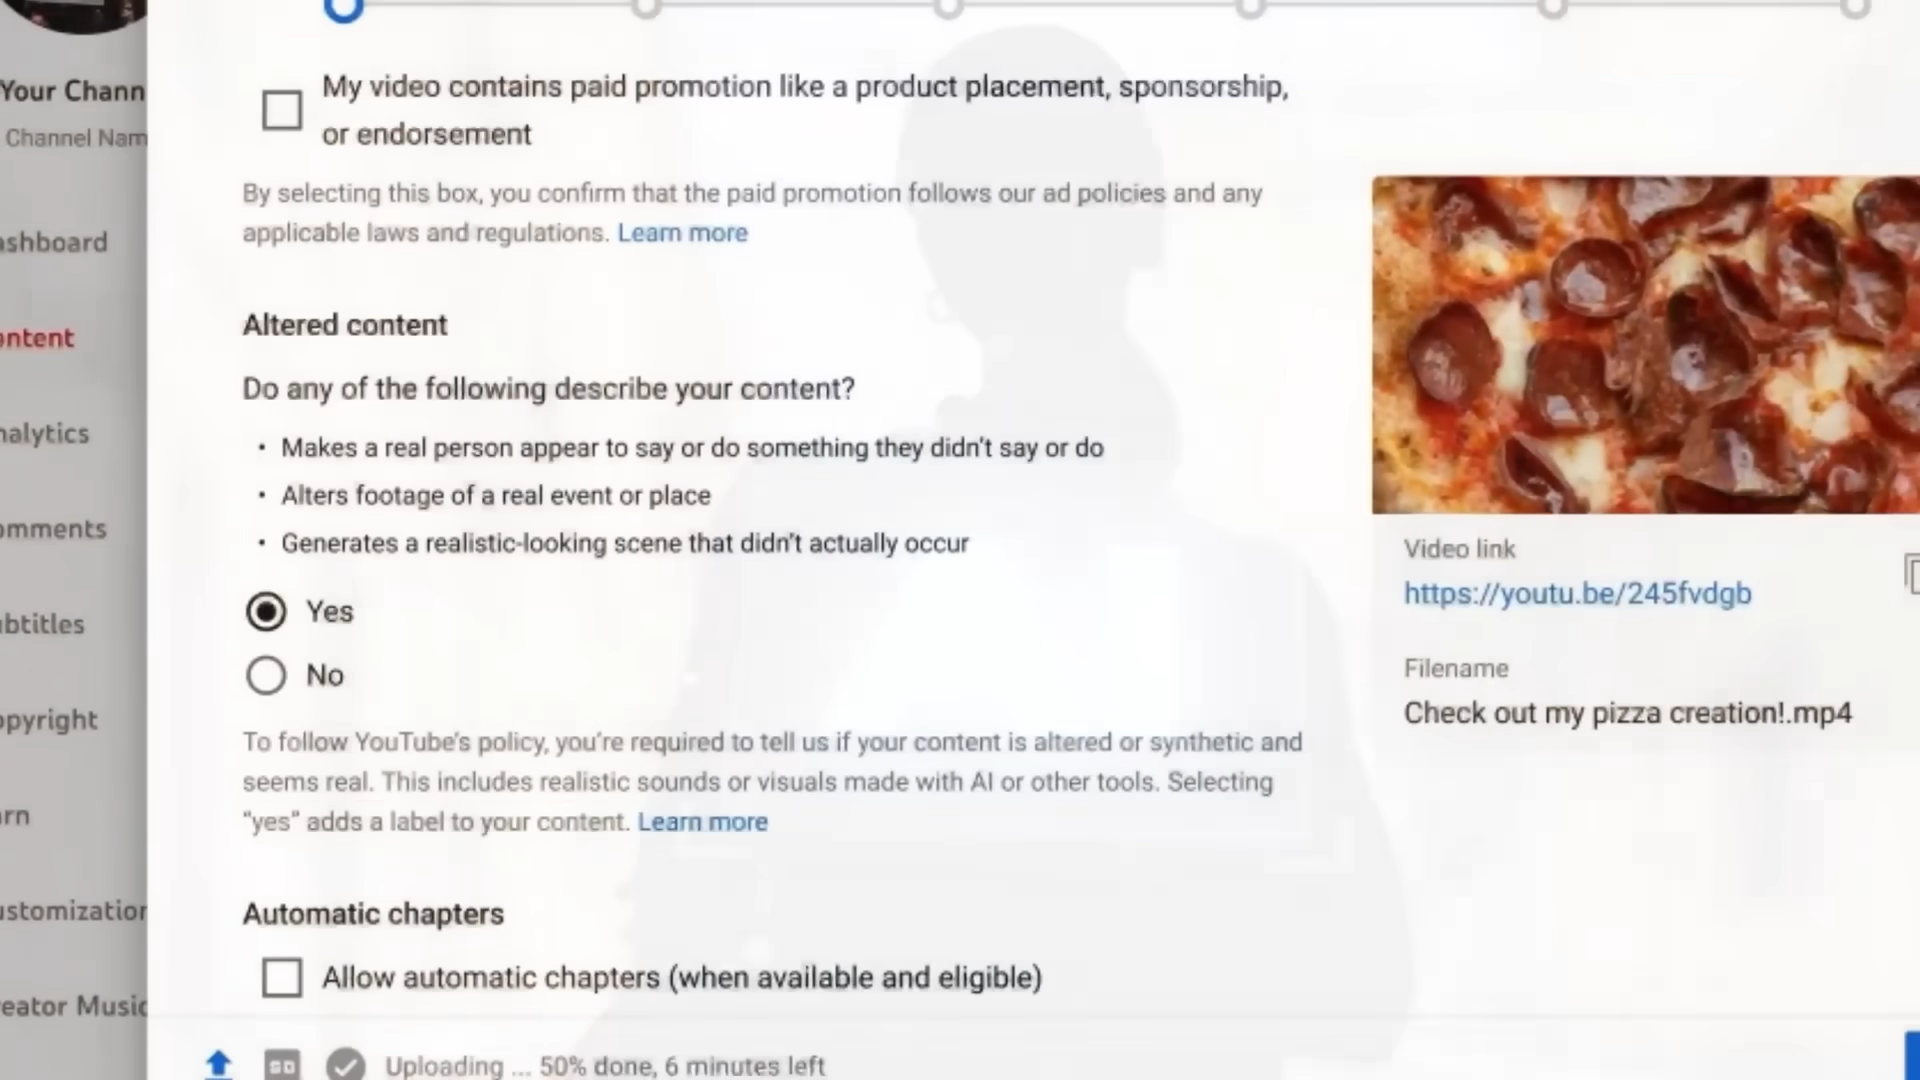 Your Chann
Channel Nam
ashboard
ontent
nalytics
omments
ubtitles
opyright
arn
ustomization
reator Music
My video contains paid promotion like a product placement, sponsorship,
or endorsement
By selecting this box, you confirm that the paid promotion follows our ad policies and any
applicable laws and regulations. Learn more
Altered content
Do any of the following describe your content?
• Makes a real person appear to say or do something they didn't say or do
• Alters footage of a real event or place
• Generates a realistic-looking scene that didn't actually occur
Yes
No
To follow YouTube's policy, you're required to tell us if your content is altered or synthetic and
seems real. This includes realistic sounds or visuals made with AI or other tools. Selecting
"yes" adds a label to your content. Learn more
Automatic chapters
Allow automatic chapters (when available and eligible)
SD
Uploading ... 50% done, 6 minutes left
Video link
https://youtu.be/245fvdgb
Filename
Check out my pizza creation!.mp4